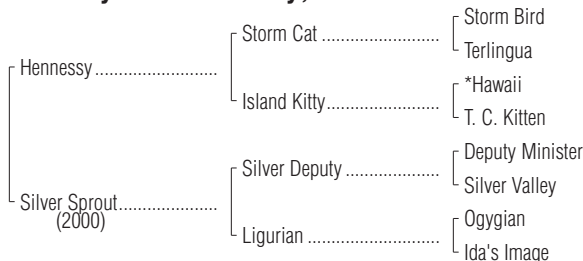 Storm Bird
Storm Cat ..........................
Terlingua
Hennessy ...........................
*Hawaii
Island Kitty .............................
T. C. Kitten
Deputy Minister
Silver Deputy ....................
Silver Valley
Silver Sprout.....................
(2000)
Ogygian
Ligurian .............................
Ida's Image